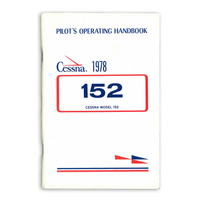 PILOT'S OPERATING HANDBOOK
Cessna. 1978
152
CESSNA MODEL 152